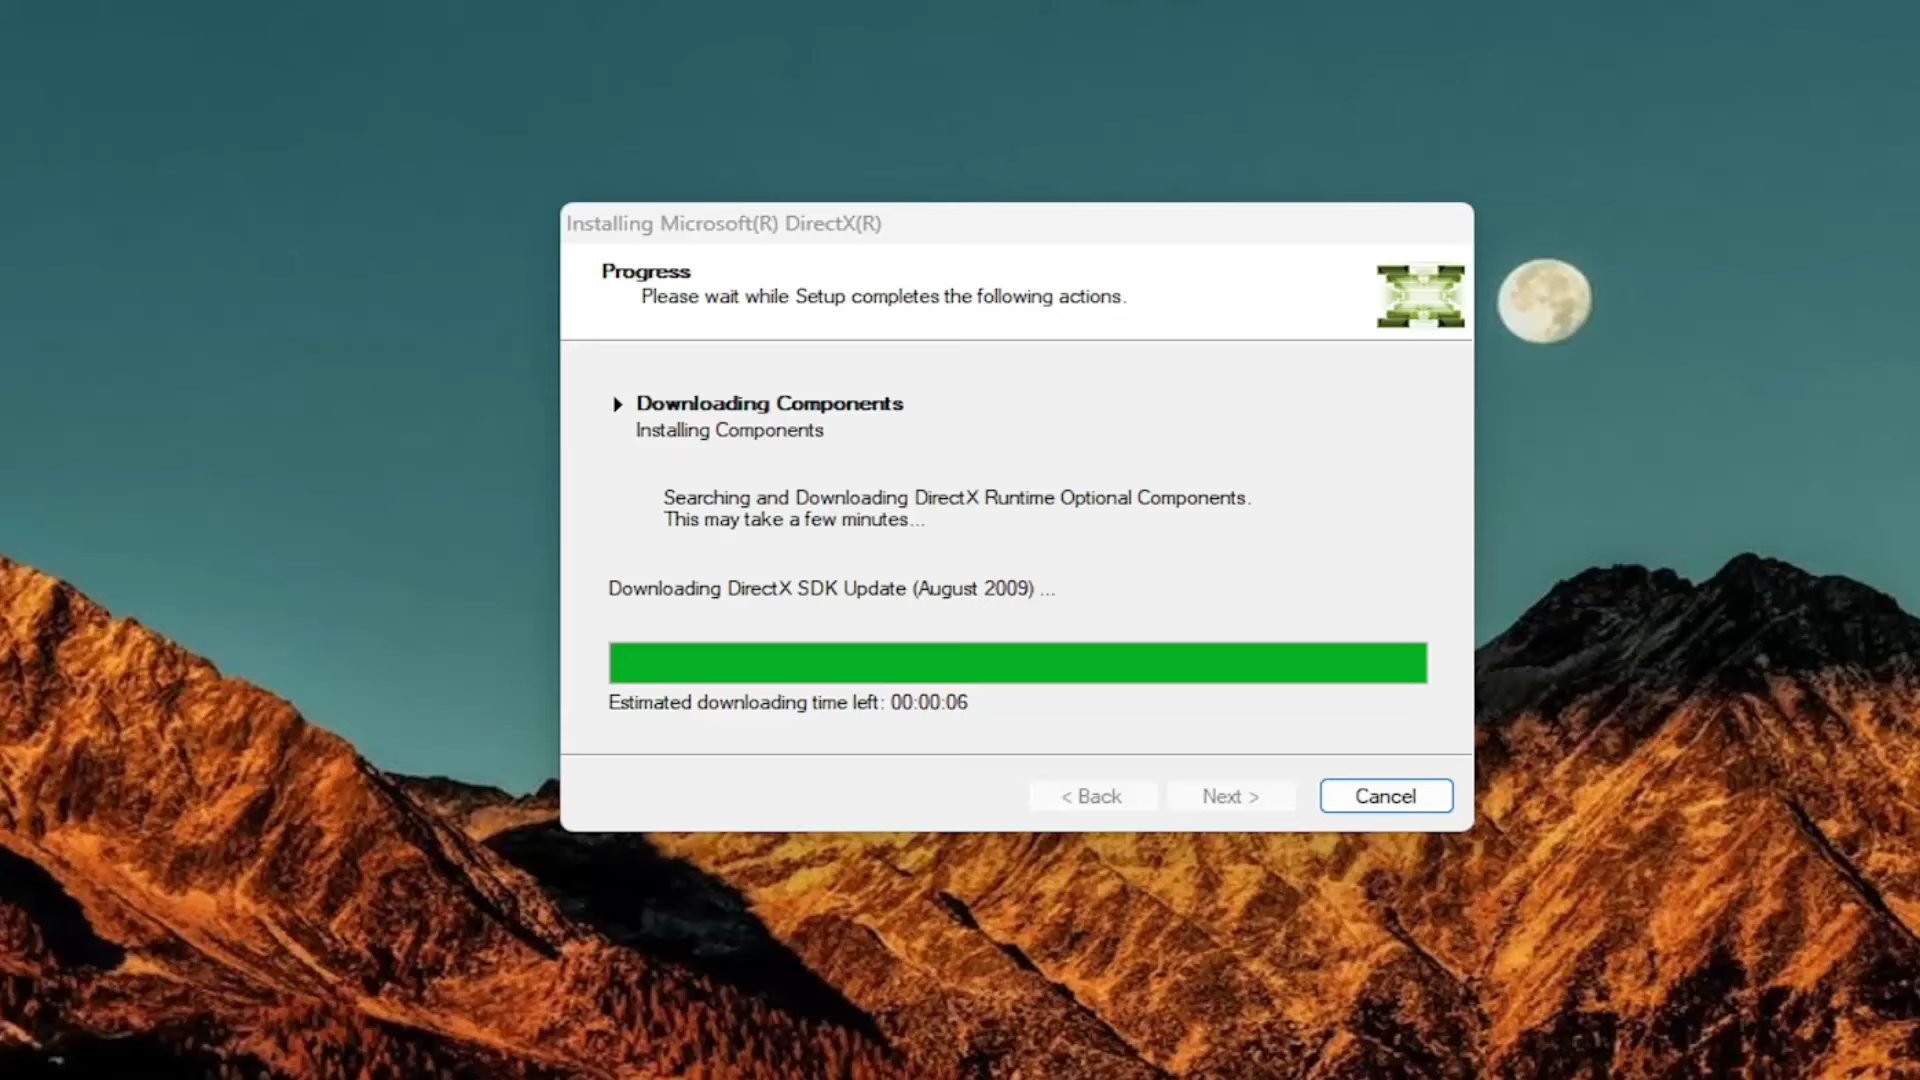 Installing Microsoft(R) DirectX(R)
Progress
Please wait while Setup completes the following actions.
Downloading Components
Installing Components
Searching and Downloading DirectX Runtime Optional Components.
This may take a few minutes...
Downloading DirectX SDK Update (August 2009) ...
Estimated downloading time left: 00:00:06
< Back
Next >
Cancel